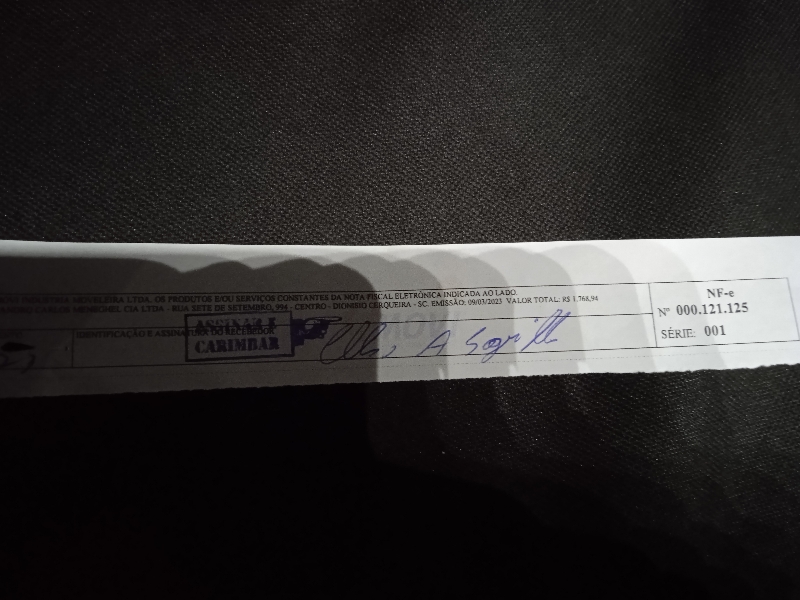 INDUSTRIA MOVELEIRA LTDA. OS PRODUTOS E/OU SERVIÇOS CONSTANTES DA NOTA FISCAL ELETRÔNICA INDICADA AO LADO.
CIA LTDA - RUA SETE DE SETEMBRO, 994 - CENTRO - DIONISIO CERQUEIRA - SC. EMISSÃO: 09/03/2023 VALOR TOTAL: R$ 1.768,94
IDENTIFICAÇÃO E ASSINATURA DO RECEBEDOR
ASSINAR E
CARIMBAR
NF-e
Nº 000.121.125
SÉRIE: 001